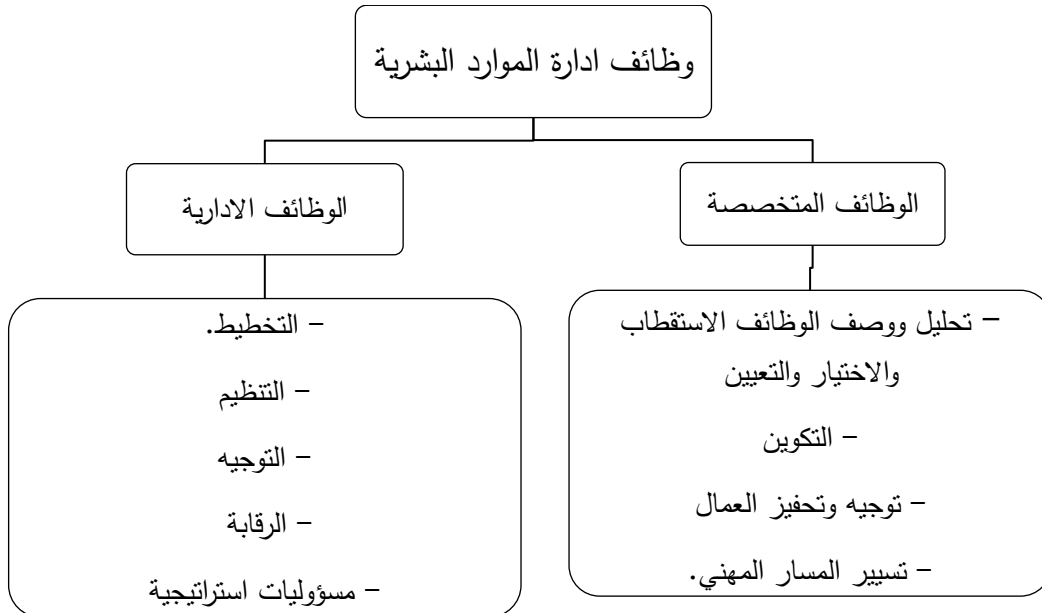 وظائف ادارة الموارد البشرية
الوظائف المتخصصة
الوظائف الادارية
– تحليل ووصف الوظائف الاستقطاب
والاختيار والتعيين
– التكوين
– توجيه وتحفيز العمال
– تسيير المسار المهني.
– التخطيط.
– التنظيم
– التوجيه
– الرقابة
– مسؤوليات استراتيجية